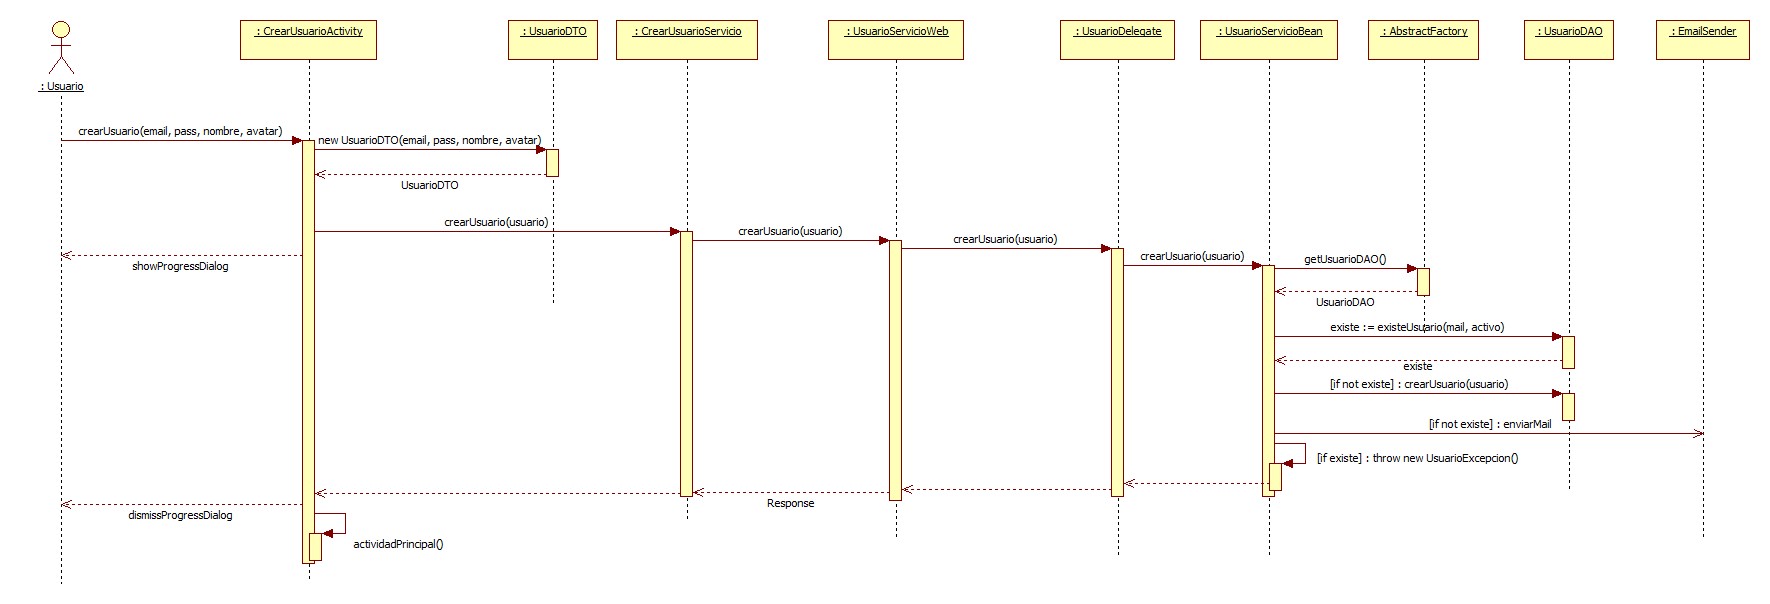 : CrearUsuarioActivity
: UsuarioDTO
: CrearUsuarioServicio
: UsuarioServicioWeb
: UsuarioDelegate
: UsuarioServicioBean
: AbstractFactory
: UsuarioDAO
: EmailSender
: Usuario
crearUsuario(email, pass, nombre, avatar)
new UsuarioDTO(email, pass, nombre, avatar)
UsuarioDTO
crearUsuario(usuario)
crearUsuario(usuario)
crearUsuario(usuario)
crearUsuario(usuario)
getUsuarioDAO()
showProgressDialog
UsuarioDAO
existe := existeUsuario(mail, activo)
existe
[if not existe] : crearUsuario(usuario)
[if not existe] : enviarMail
[if existe] : throw new UsuarioExcepcion()
Response
dismissProgressDialog
actividadPrincipal()